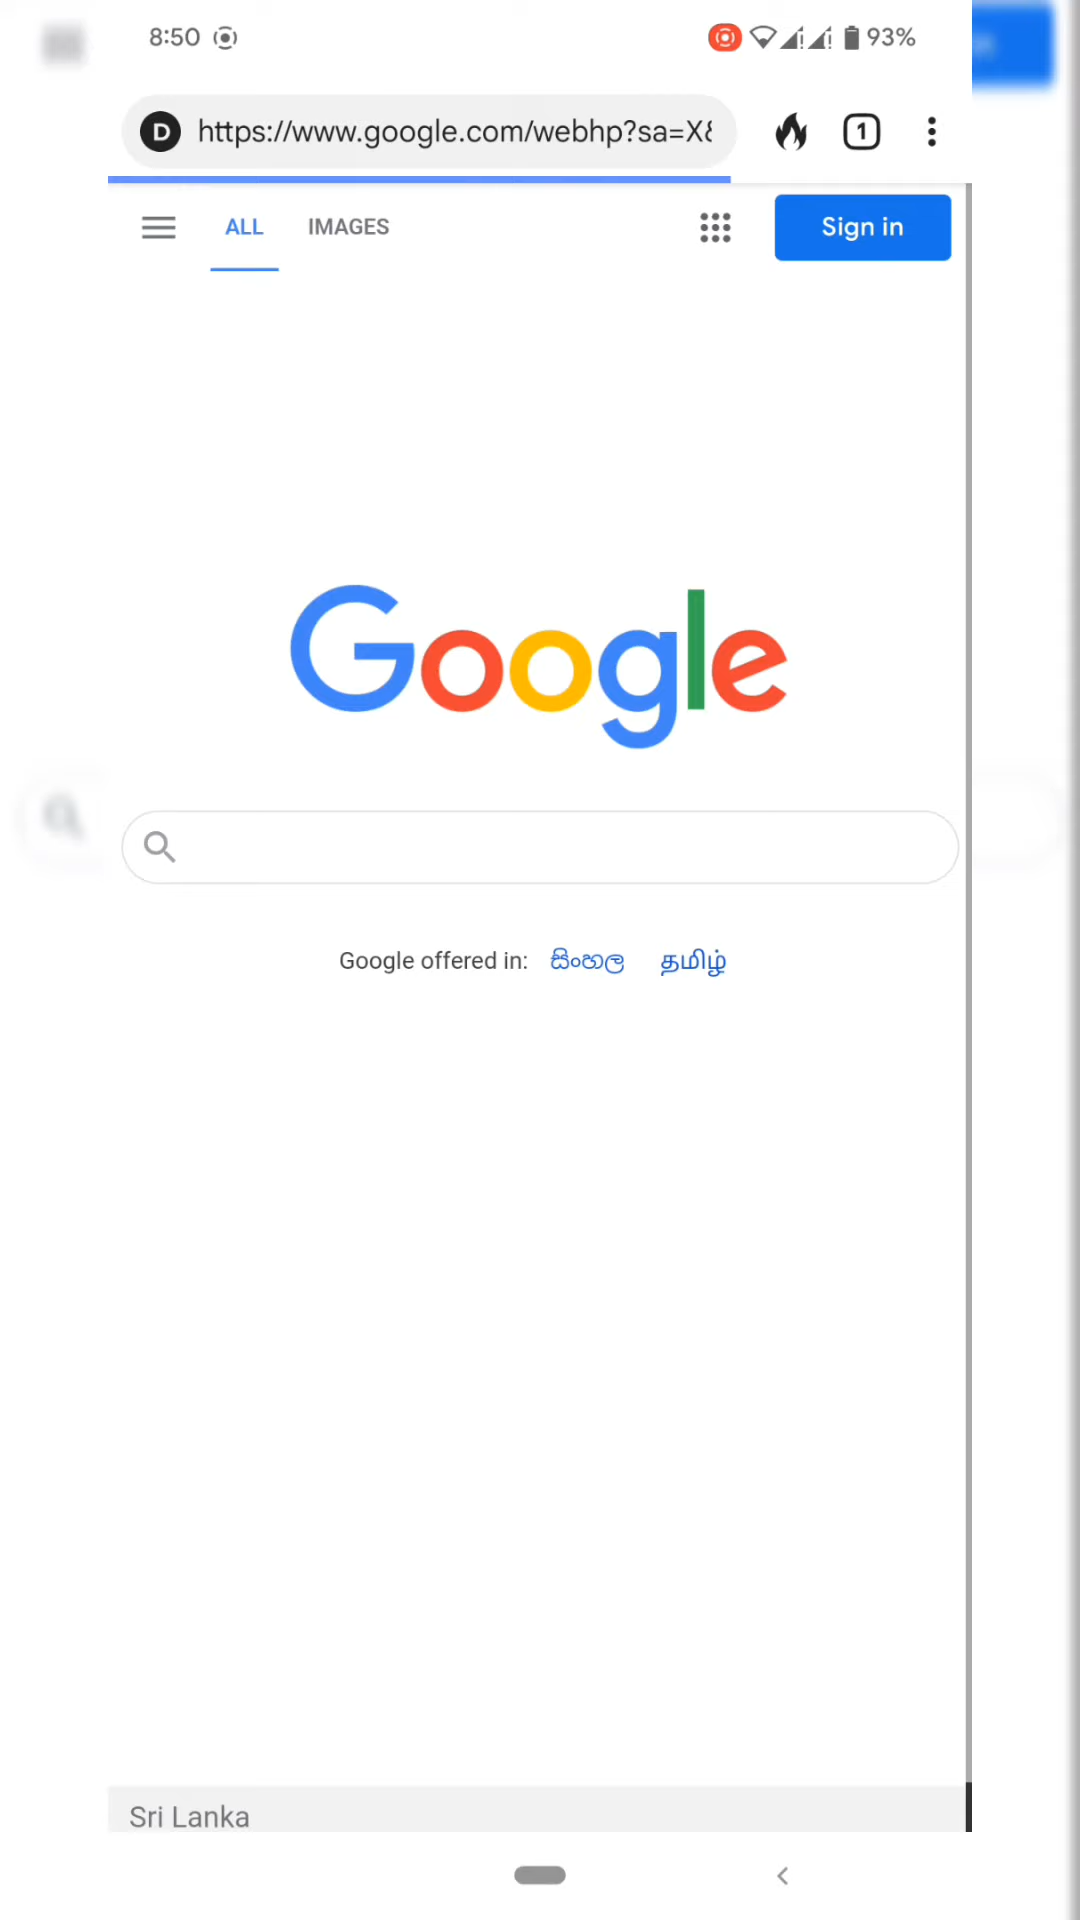 8:50 93%
D https://www.google.com/webhp?sa=X& 1
ALL IMAGES Sign in
Google
Google offered in: සිංහල தமிழ்
Sri Lanka